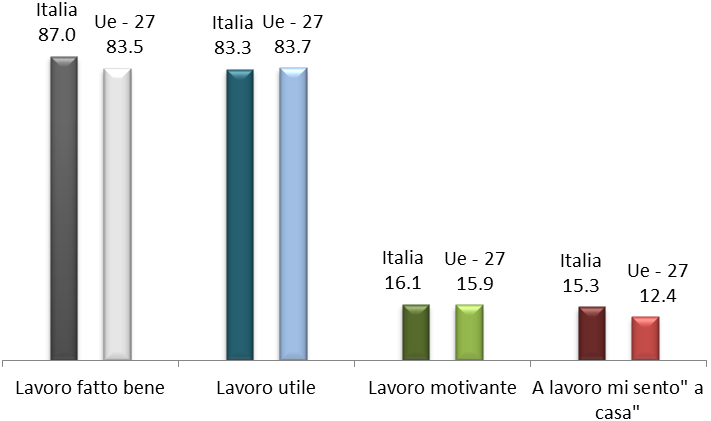 Italia
87.0
Ue - 27
83.5
Italia
83.3
Ue - 27
83.7
Italia
16.1
Ue - 27
15.9
Italia
15.3
Ue - 27
12.4
Lavoro fatto bene
Lavoro utile
Lavoro motivante
A lavoro mi sento" a
casa"